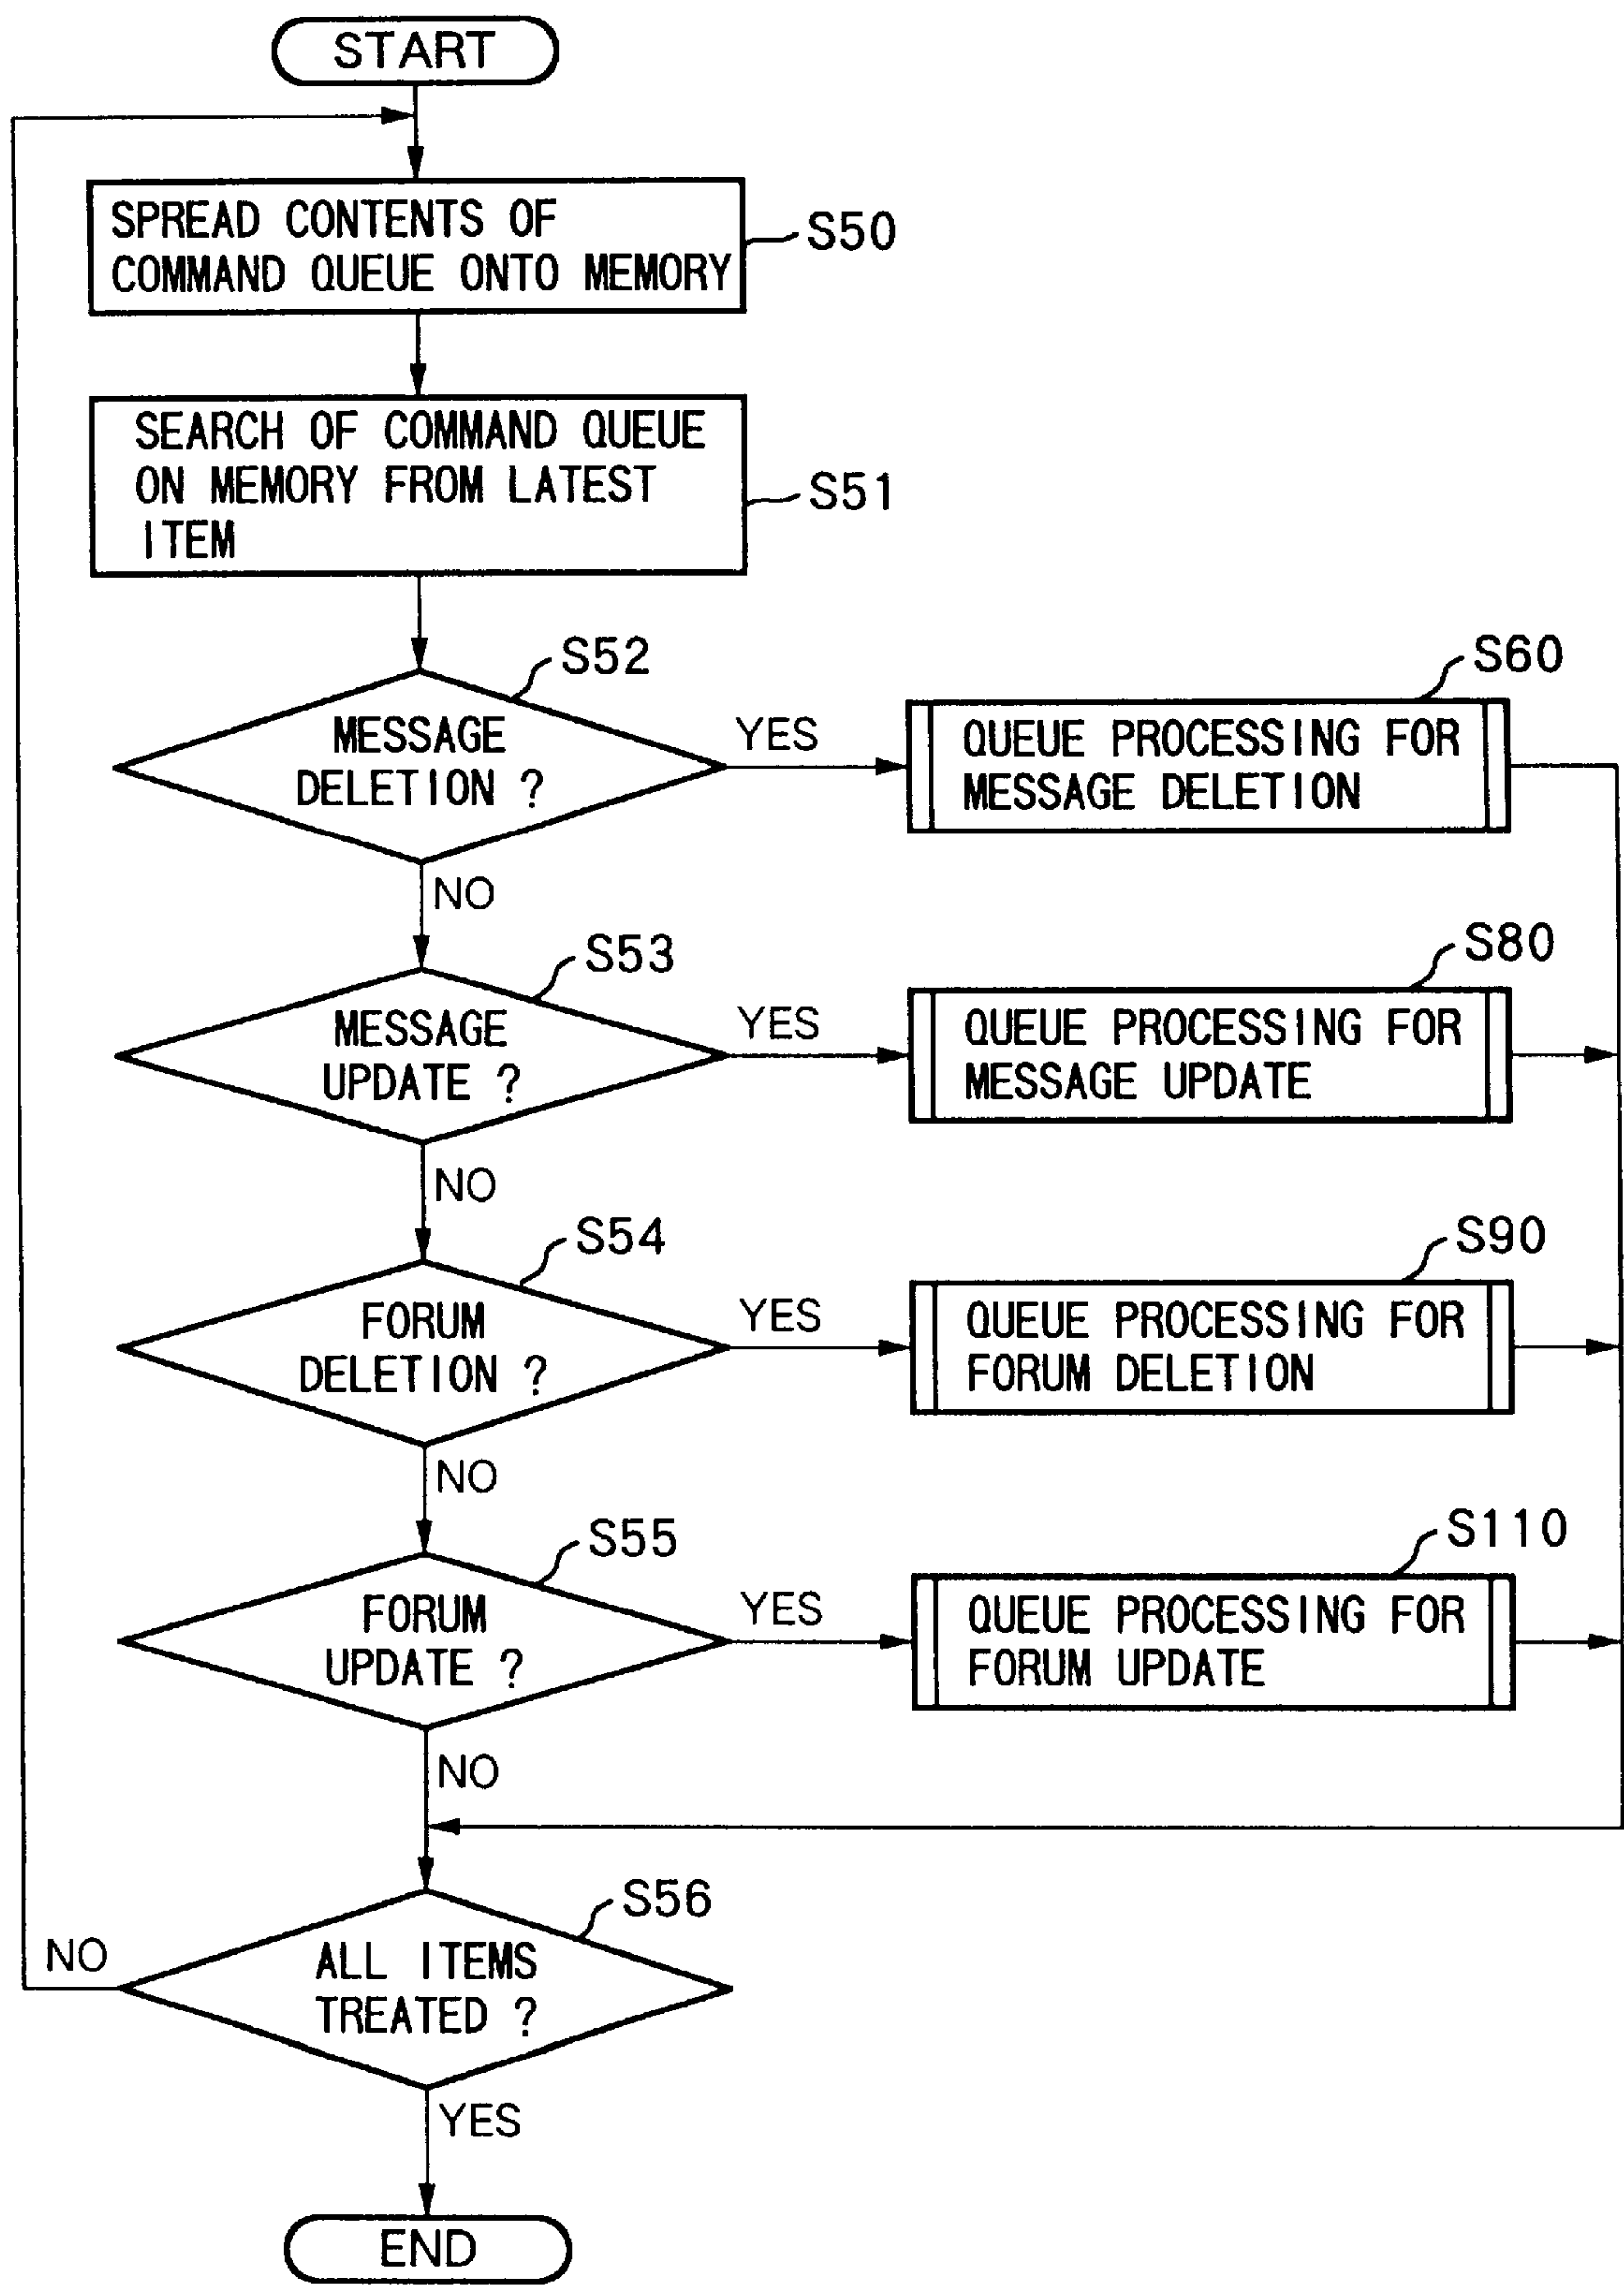 START
SPREAD CONTENTS OF
COMMAND QUEUE ONTO MEMORY
S50
SEARCH OF COMMAND QUEUE
ON MEMORY FROM LATEST
ITEM
S51
S52
MESSAGE
DELETION ?
YES
S60
QUEUE PROCESSING FOR
MESSAGE DELETION
NO
S53
MESSAGE
UPDATE ?
YES
S80
QUEUE PROCESSING FOR
MESSAGE UPDATE
NO
S54
FORUM
DELETION ?
YES
S90
QUEUE PROCESSING FOR
FORUM DELETION
NO
S55
FORUM
UPDATE ?
YES
S110
QUEUE PROCESSING FOR
FORUM UPDATE
NO
S56
ALL ITEMS
TREATED ?
NO
YES
END